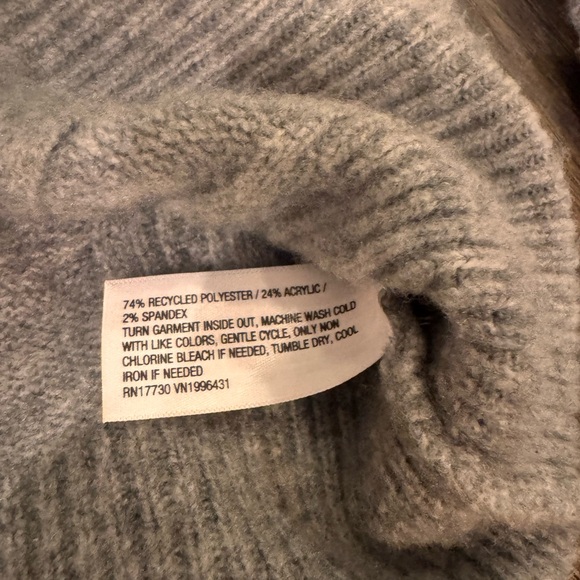 74% RECYCLED POLYESTER / 24% ACRYLIC /
2% SPANDEX
TURN GARMENT INSIDE OUT, MACHINE WASH COLD
WITH LIKE COLORS, GENTLE CYCLE, ONLY NON
CHLORINE BLEACH IF NEEDED, TUMBLE DRY, COOL
IRON IF NEEDED
RN17730 VN1996431